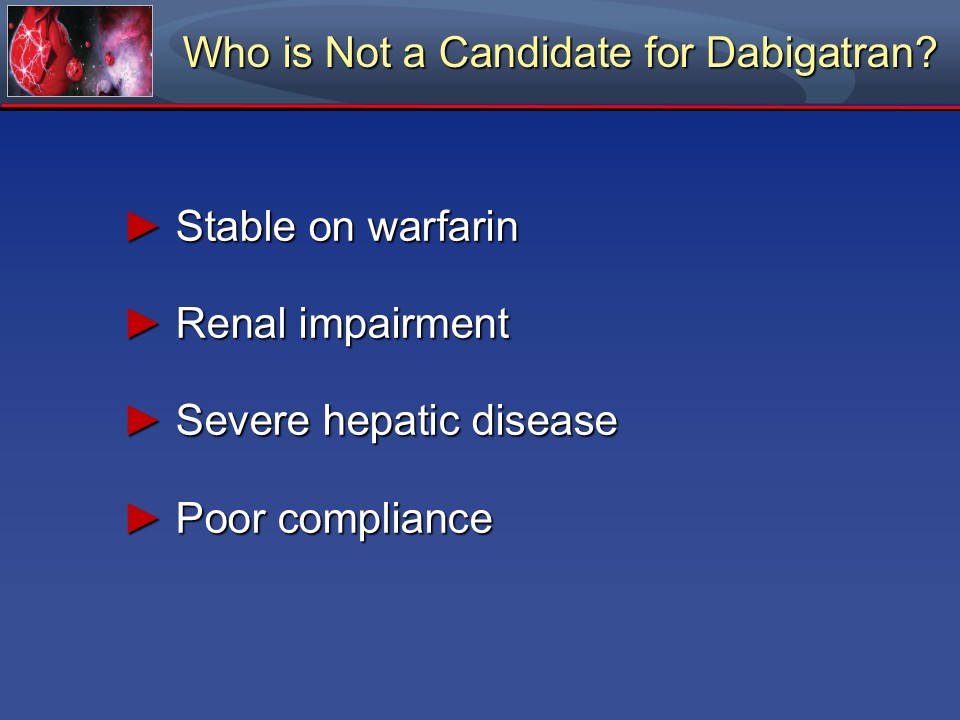 Who is Not a Candidate for Dabigatran?
► Stable on warfarin
► Renal impairment
► Severe hepatic disease
► Poor compliance